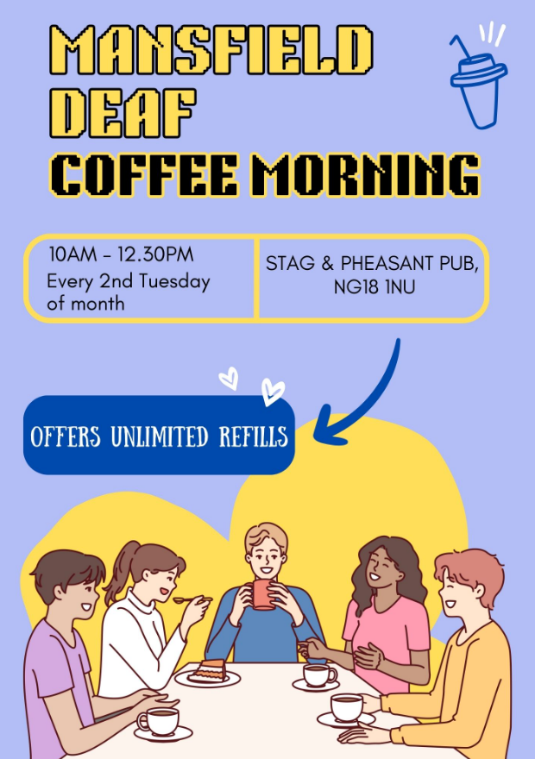 MANSFIELD
DEAF
COFFEE MORNING
10AM - 12.30PM
Every 2nd Tuesday
of month
STAG & PHEASANT PUB,
NG18 1NU
OFFERS UNLIMITED REFILLS